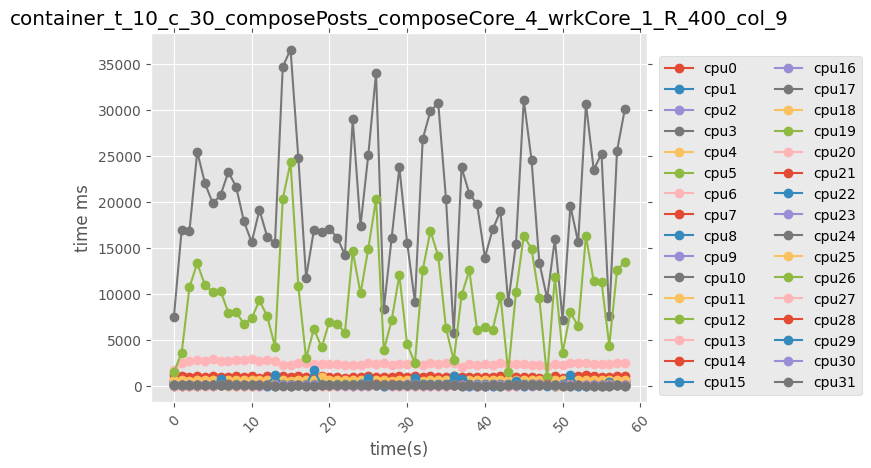 container_t_10_c_30_composePosts_composeCore_4_wrkCore_1_R_400_col_9
time ms
35000
30000
25000
20000
15000
10000
5000
0
0
10
20
30
40
50
60
time(s)
cpu0
cpu1
cpu2
cpu3
cpu4
cpu5
cpu6
cpu7
cpu8
cpu9
cpu10
cpu11
cpu12
cpu13
cpu14
cpu15
cpu16
cpu17
cpu18
cpu19
cpu20
cpu21
cpu22
cpu23
cpu24
cpu25
cpu26
cpu27
cpu28
cpu29
cpu30
cpu31